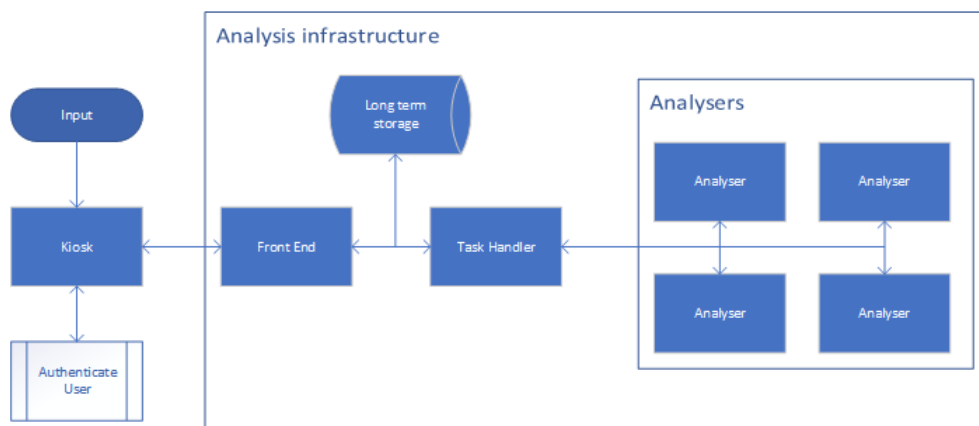 Analysis infrastructure
Input
Long term
storage
Analysers
Analyser
Analyser
Kiosk
Front End
Task Handler
Analyser
Analyser
Authenticate
User